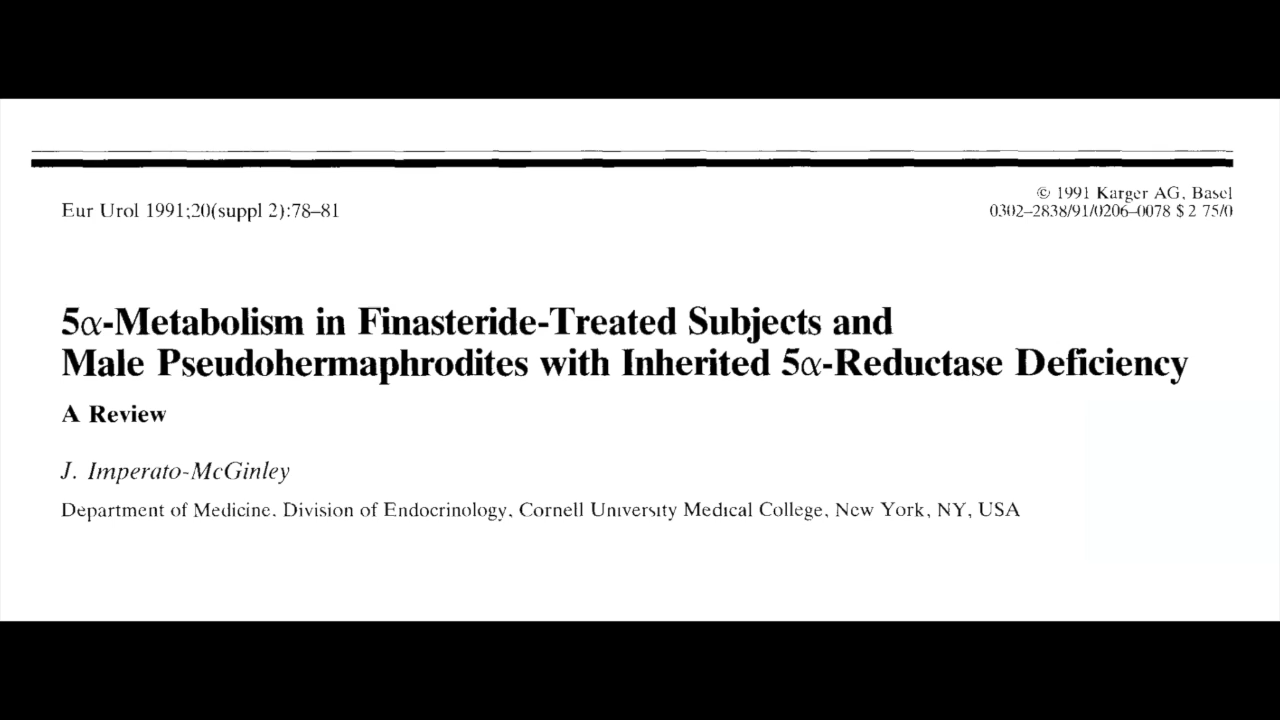 Eur Urol 1991;20(suppl 2):78–81
© 1991 Karger AG, Basel
0302–2838/91/0206–0078 $ 2 75/0
5α-Metabolism in Finasteride-Treated Subjects and
Male Pseudohermaphrodites with Inherited 5α-Reductase Deficiency
A Review
J. Imperato-McGinley
Department of Medicine. Division of Endocrinology, Cornell University Medical College, New York, NY, USA